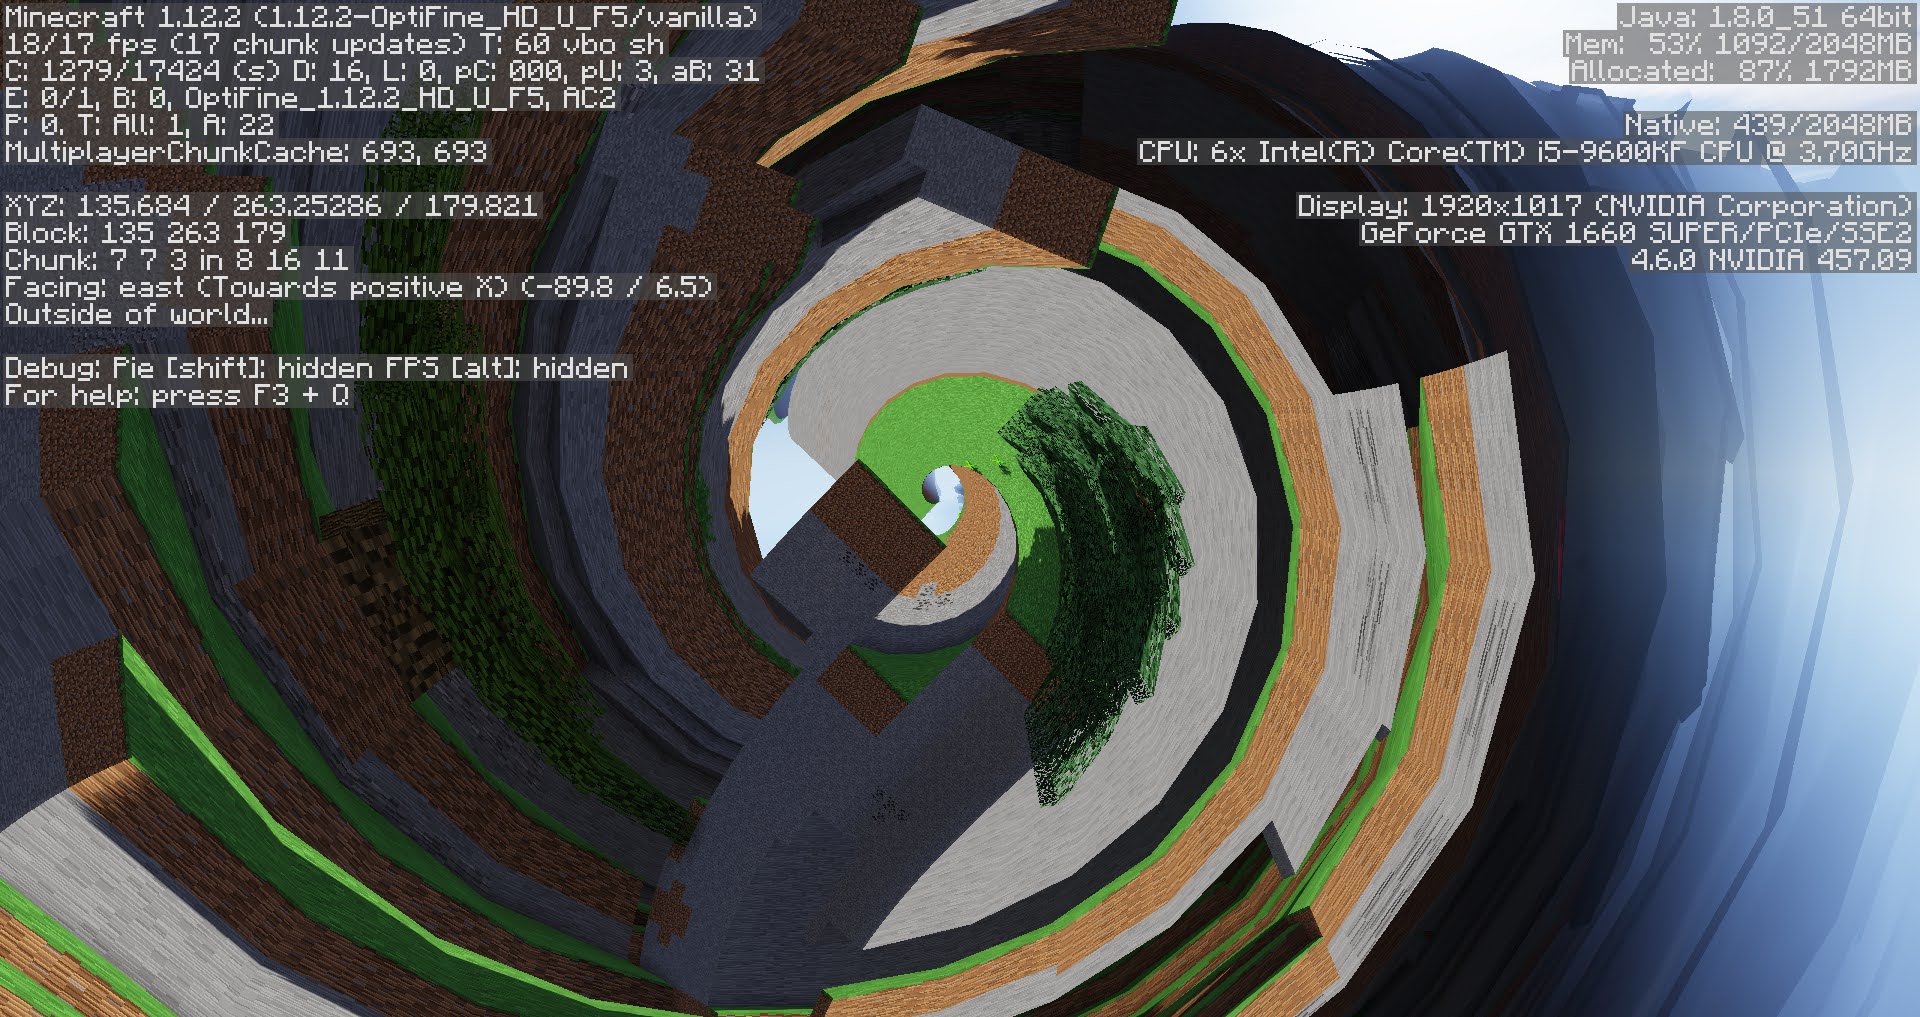 Minecraft 1.12.2 (1.12.2-OptiFine_HD_U_F5/vanilla)
18/17 fps (17 chunk updates) T: 60 vbo sh
C: 1279/17424 (s) D: 16, L: 0, pC: 000, pU: 3, aB: 31
E: 0/1, B: 0, OptiFine_1.12.2_HD_U_F5, AC2
P: 0. T: All: 1, A: 22
MultiplayerChunkCache: 693, 693
XYZ: 135.684 / 263.25286 / 179.821
Block: 135 263 179
Chunk: 7 7 3 in 8 16 11
Facing: east (Towards positive X) (-89.8 / 6.5)
Outside of world...
Debug: Pie [shift]: hidden FPS [alt]: hidden
For help: press F3 + Q
Java: 1.8.0_51 64bit
Mem: 53% 1092/2048MB
Allocated: 87% 1792MB
Native: 439/2048MB
CPU: 6x Intel(R) Core(TM) i5-9600KF CPU @ 3.70GHz
Display: 1920x1017 (NVIDIA Corporation)
GeForce GTX 1660 SUPER/PCIe/SSE2
4.6.0 NVIDIA 457.09